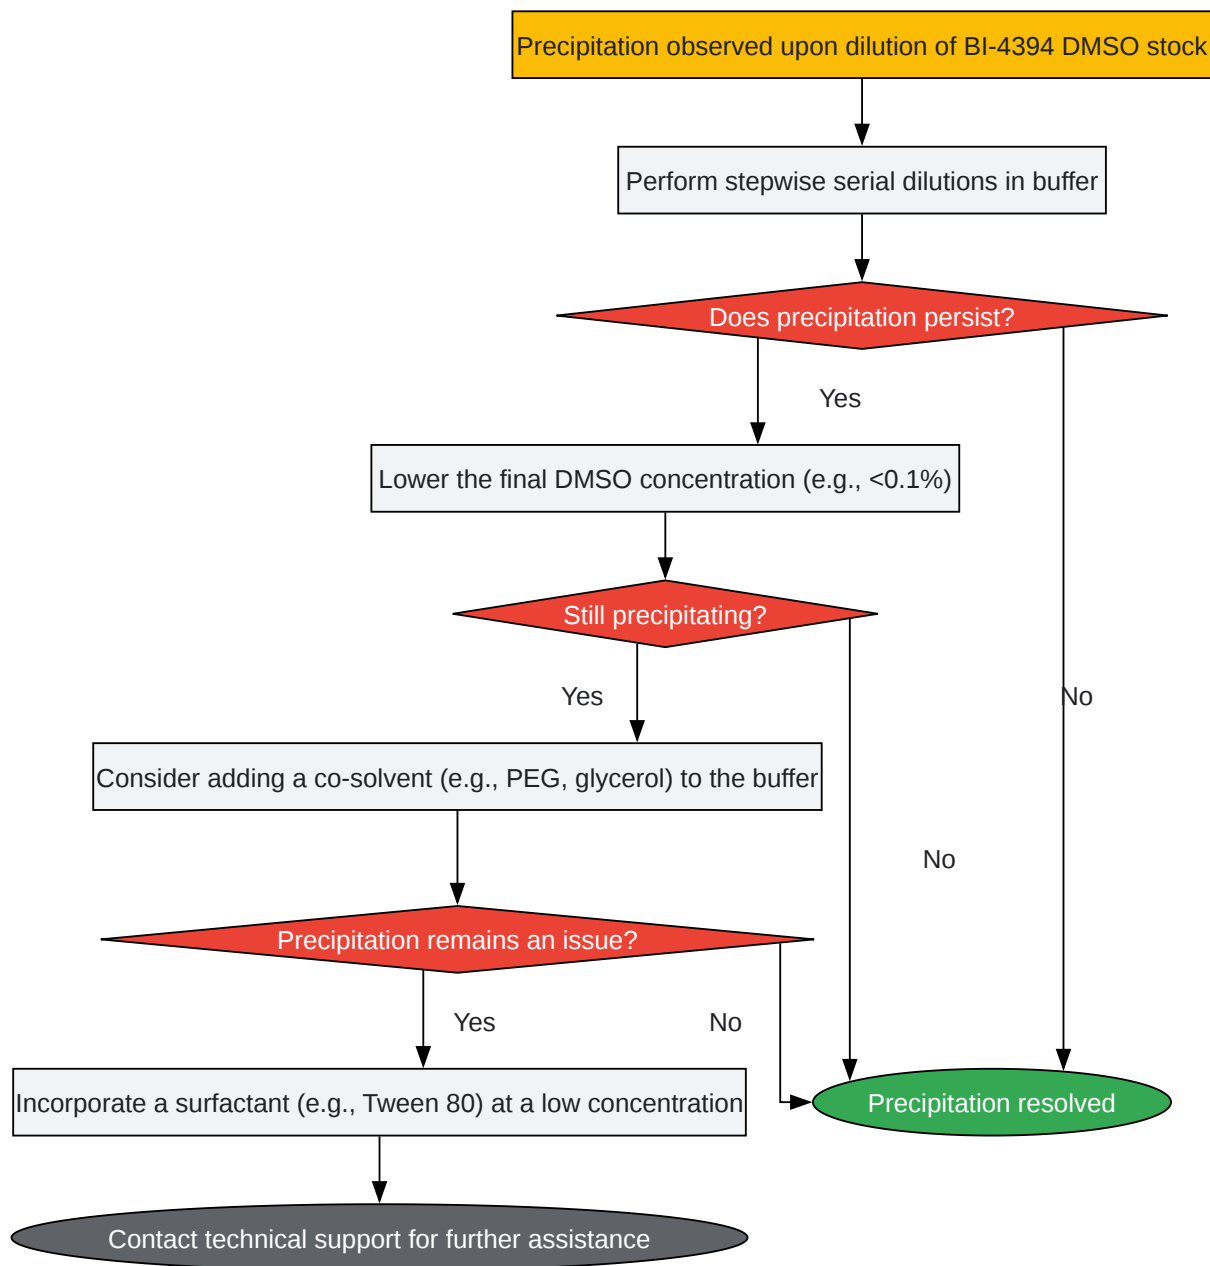 Precipitation observed upon dilution of BI-4394 DMSO stock
Perform stepwise serial dilutions in buffer
Does precipitation persist?
Yes
Lower the final DMSO concentration (e.g., <0.1%)
Still precipitating?
Yes
No
Consider adding a co-solvent (e.g., PEG, glycerol) to the buffer
No
Precipitation remains an issue?
Yes
No
Incorporate a surfactant (e.g., Tween 80) at a low concentration
Precipitation resolved
Contact technical support for further assistance